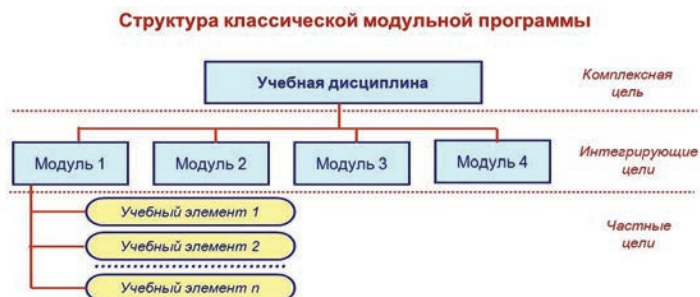 Структура классической модульной программы
Учебная дисциплина
Комплексная
цель
Модуль 1
Модуль 2
Модуль 3
Модуль 4
Интегрирующие
цели
Учебный элемент 1
Учебный элемент 2
Учебный элемент n
Частные
цели